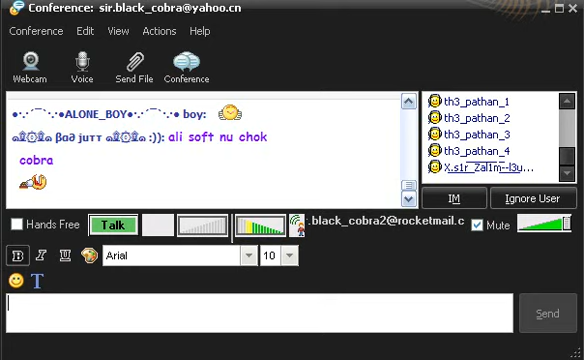 Conference: sir.black_cobra@yahoo.cn
Conference Edit View Actions Help
Webcam Voice Send File Conference
ALONE_BOY boy:
βα∂ јυтт :)): ali soft nu chok
cobra
th3_pathan_1
th3_pathan_2
th3_pathan_3
th3_pathan_4
IM Ignore User
Hands Free Talk .black_cobra2@rocketmail.c Mute
B I U Arial 10
T
Send